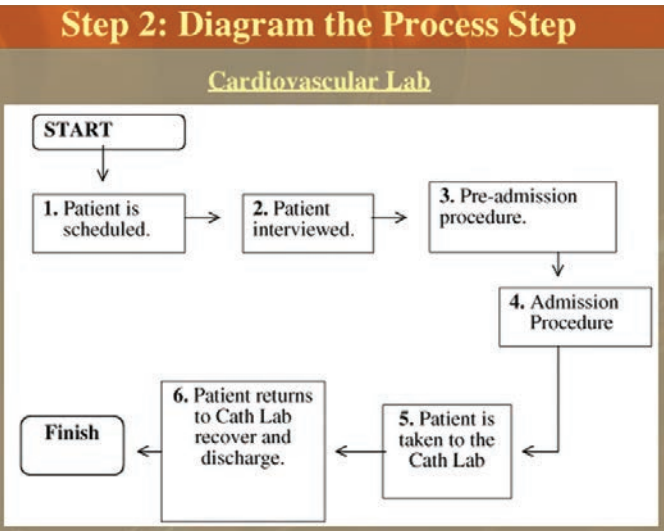 Step 2: Diagram the Process Step
Cardiovascular Lab
START
1. Patient is
scheduled.
2. Patient
interviewed.
3. Pre-admission
procedure.
4. Admission
Procedure
5. Patient is
taken to the
Cath Lab
6. Patient returns
to Cath Lab
recover and
discharge.
Finish